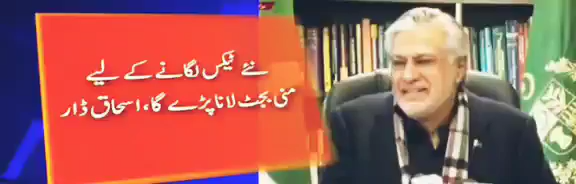 نئے ٹیکس لگانے کے لیے
منی بجٹ لانا پڑے گا، اسحاق ڈار